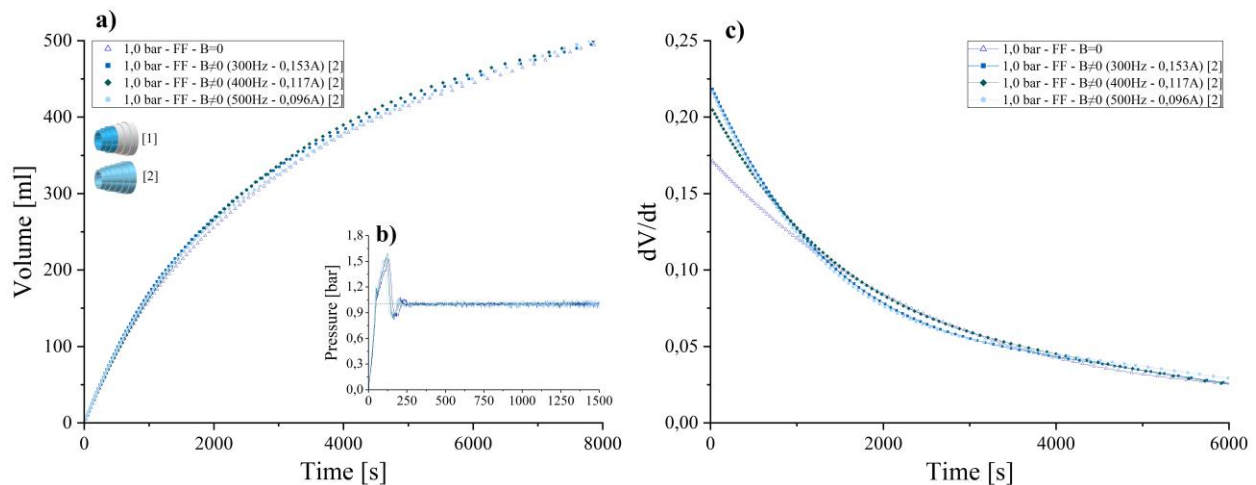 a)
500
400
300
200
100
0
Volume [ml]
1,0 bar - FF - B=0
1,0 bar - FF - B≠0 (300Hz - 0,153A) [2]
1,0 bar - FF - B≠0 (400Hz - 0,117A) [2]
1,0 bar - FF - B≠0 (500Hz - 0,096A) [2]
[1]
[2]
0 2000 4000 6000 8000
Time [s]
b)
1,8
1,5
1,2
0,9
0,6
0,3
0,0
Pressure [bar]
0 250 500 750 1000 1250 1500
c)
0,25
0,20
0,15
0,10
0,05
0,00
dV/dt
1,0 bar - FF - B=0
1,0 bar - FF - B≠0 (300Hz - 0,153A) [2]
1,0 bar - FF - B≠0 (400Hz - 0,117A) [2]
1,0 bar - FF - B≠0 (500Hz - 0,096A) [2]
0 2000 4000 6000
Time [s]